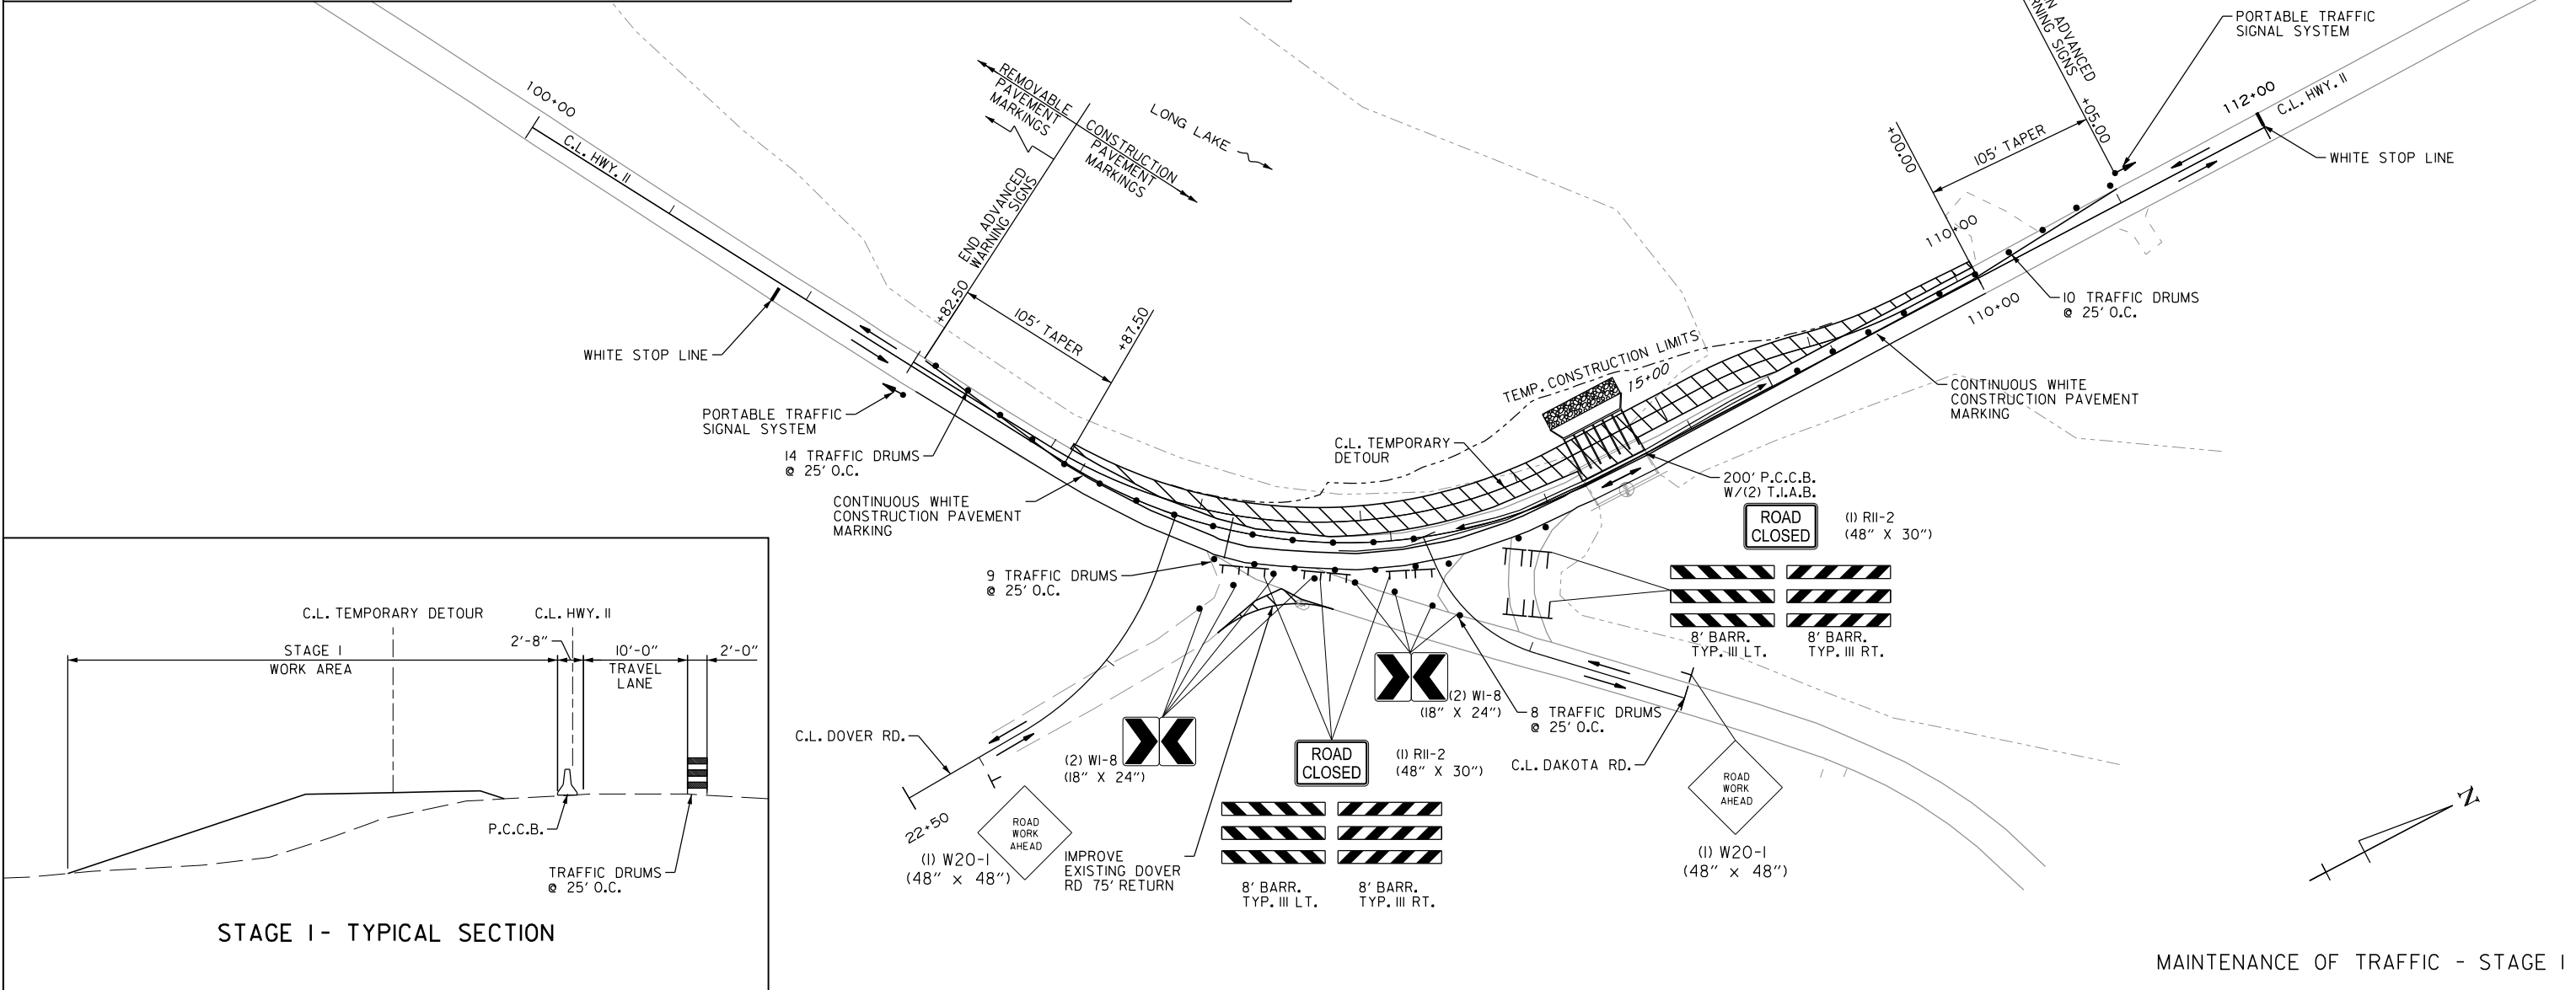 PORTABLE TRAFFIC
SIGNAL SYSTEM
ADVANCED
SIGNS
+05.00
112+00
C.L. HWY. 11
WHITE STOP LINE
105' TAPER
+00.00
110+00
110+00
10 TRAFFIC DRUMS
@ 25' O.C.
CONTINUOUS WHITE
CONSTRUCTION PAVEMENT
MARKING
100+00
C.L. HWY. 11
REMOVABLE
PAVEMENT
MARKINGS
CONSTRUCTION
PAVEMENT
MARKINGS
LONG LAKE
END ADVANCED
WARNING SIGNS
+82.50
105' TAPER
+87.50
WHITE STOP LINE
PORTABLE TRAFFIC
SIGNAL SYSTEM
14 TRAFFIC DRUMS
@ 25' O.C.
CONTINUOUS WHITE
CONSTRUCTION PAVEMENT
MARKING
TEMP. CONSTRUCTION LIMITS
15+00
C.L. TEMPORARY
DETOUR
200' P.C.C.B.
W/(2) T.I.A.B.
ROAD
CLOSED
(1) R11-2
(48" X 30")
8' BARR.
TYP. III LT.
8' BARR.
TYP. III RT.
9 TRAFFIC DRUMS
@ 25' O.C.
(2) W1-8
(18" X 24")
8 TRAFFIC DRUMS
@ 25' O.C.
C.L. DAKOTA RD.
ROAD
WORK
AHEAD
(1) W20-1
(48" x 48")
C.L. DOVER RD.
22+50
(2) W1-8
(18" X 24")
ROAD
WORK
AHEAD
(1) W20-1
(48" x 48")
IMPROVE
EXISTING DOVER
RD 75' RETURN
ROAD
CLOSED
(1) R11-2
(48" X 30")
8' BARR.
TYP. III LT.
8' BARR.
TYP. III RT.
N
C.L. TEMPORARY DETOUR
C.L. HWY. 11
STAGE 1
WORK AREA
2'-8"
10'-0"
TRAVEL
LANE
2'-0"
P.C.C.B.
TRAFFIC DRUMS
@ 25' O.C.
STAGE 1 - TYPICAL SECTION
MAINTENANCE OF TRAFFIC - STAGE 1